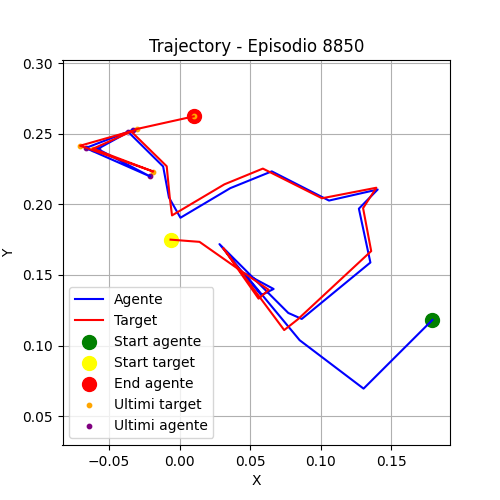 Trajectory - Episodio 8850
0.30
0.25
0.20
0.15
0.10
0.05
Y
Agente
Target
Start agente
Start target
End agente
Ultimi target
Ultimi agente
−0.05
0.00
0.05
0.10
0.15
X